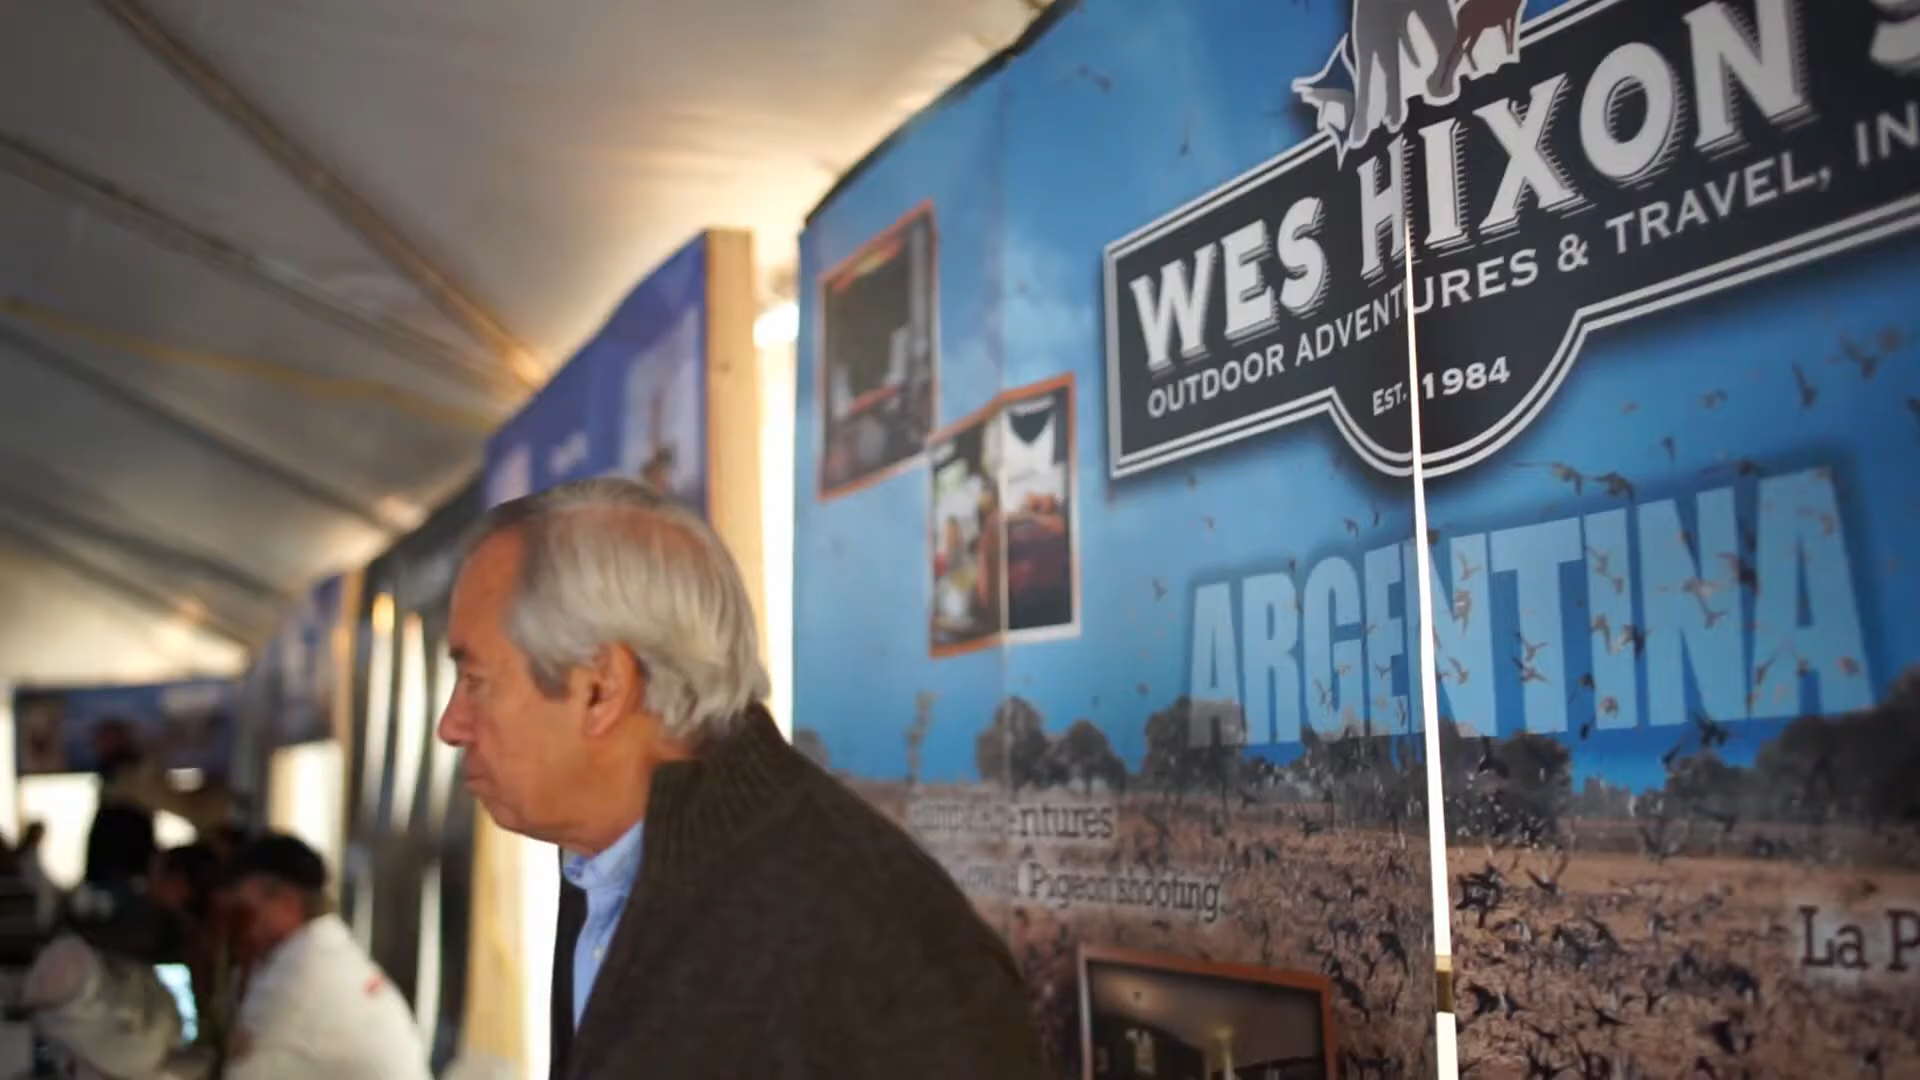 WES HIXON'S
OUTDOOR ADVENTURES & TRAVEL, IN
EST. 1984
ARGENTINA
entures
Pigeon shooting.
La P